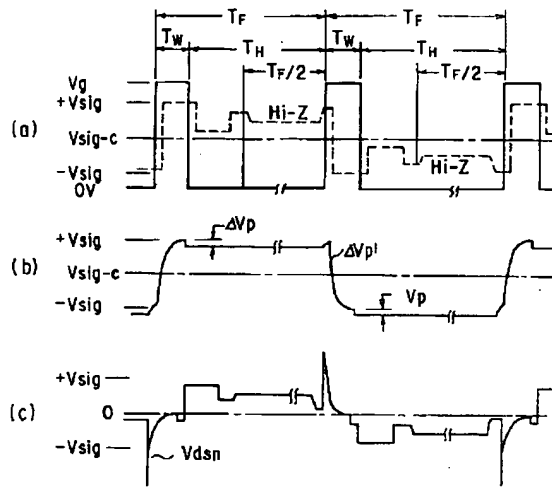 TF TF
TW TH TW TH
TF/2 TF/2
Vg
+Vsig
(a) Vsig-c
-Vsig
0V
Hi-Z
Hi-Z
ΔVp
+Vsig
(b) Vsig-c
-Vsig
ΔVp'
Vp
+Vsig
(c) 0
-Vsig
Vdsn